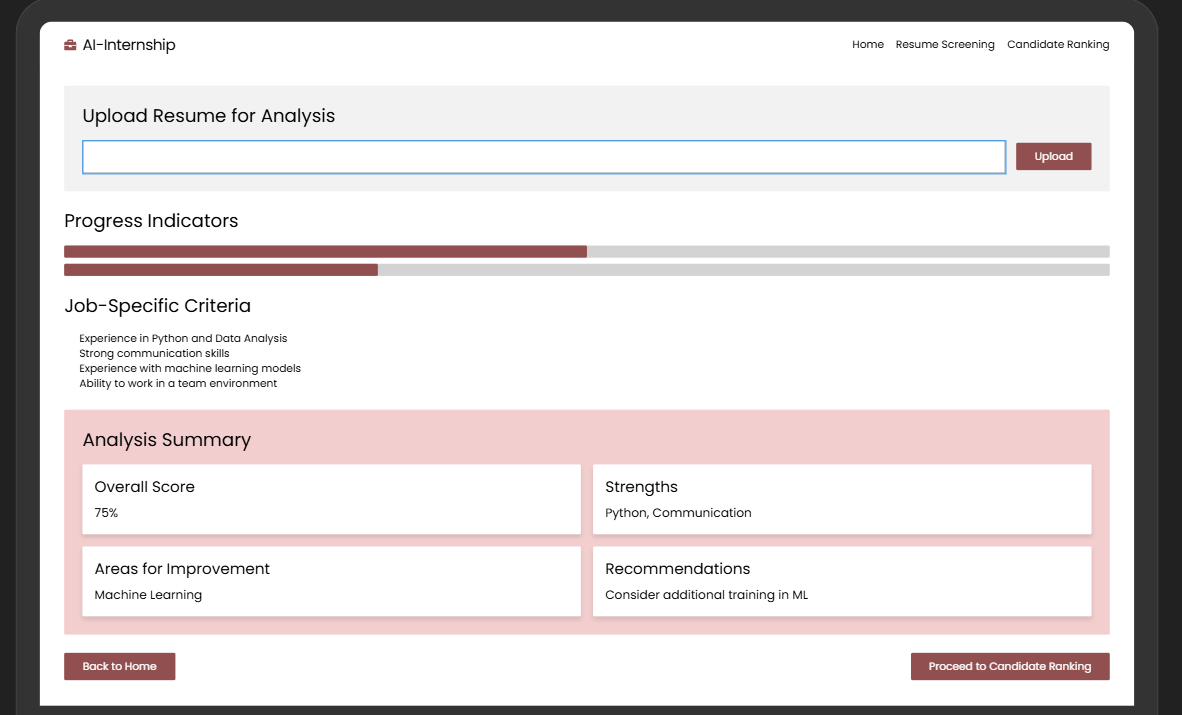 AI-Internship
Home Resume Screening Candidate Ranking
Upload Resume for Analysis
Upload
Progress Indicators
Job-Specific Criteria
Experience in Python and Data Analysis
Strong communication skills
Experience with machine learning models
Ability to work in a team environment
Analysis Summary
Overall Score
75%
Strengths
Python, Communication
Areas for Improvement
Machine Learning
Recommendations
Consider additional training in ML
Back to Home
Proceed to Candidate Ranking